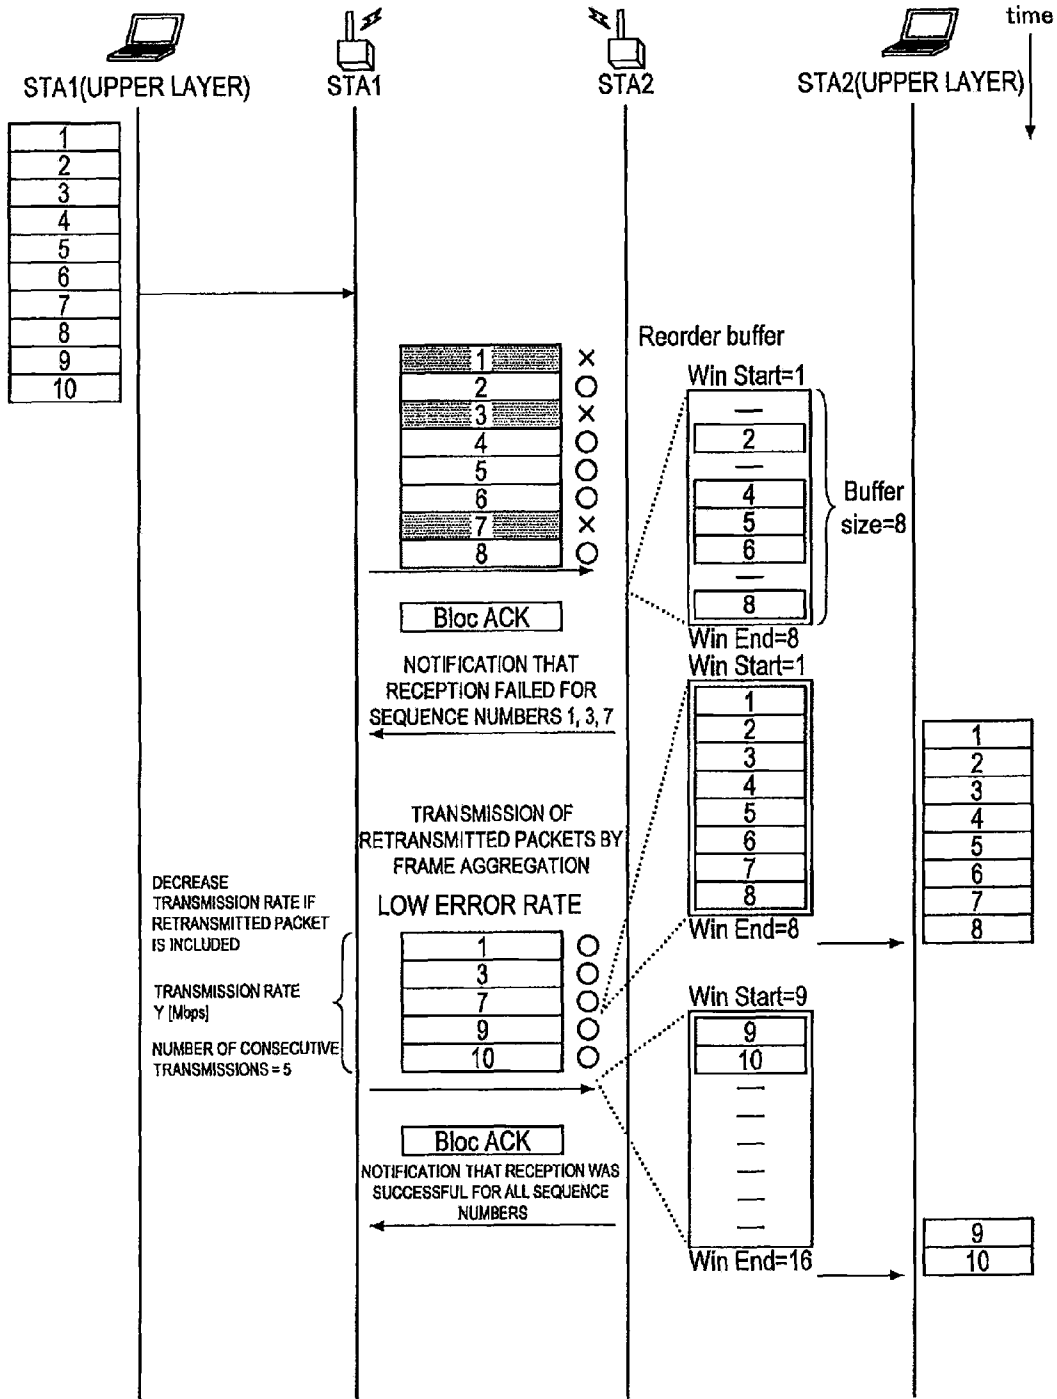 time
STA1(UPPER LAYER)
STA1
STA2
STA2(UPPER LAYER)
1
2
3
4
5
6
7
8
9
10
Reorder buffer
1
2
3
4
5
6
7
8
Win Start=1
2
4
5
6
8
Buffer
size=8
Win End=8
Bloc ACK
NOTIFICATION THAT
RECEPTION FAILED FOR
SEQUENCE NUMBERS 1, 3, 7
Win Start=1
1
2
3
4
5
6
7
8
Win End=8
1
2
3
4
5
6
7
8
TRANSMISSION OF
RETRANSMITTED PACKETS BY
FRAME AGGREGATION
LOW ERROR RATE
DECREASE
TRANSMISSION RATE IF
RETRANSMITTED PACKET
IS INCLUDED
TRANSMISSION RATE
Y [Mbps]
NUMBER OF CONSECUTIVE
TRANSMISSIONS = 5
1
3
7
9
10
Win Start=9
9
10
Win End=16
Bloc ACK
NOTIFICATION THAT RECEPTION WAS
SUCCESSFUL FOR ALL SEQUENCE
NUMBERS
9
10